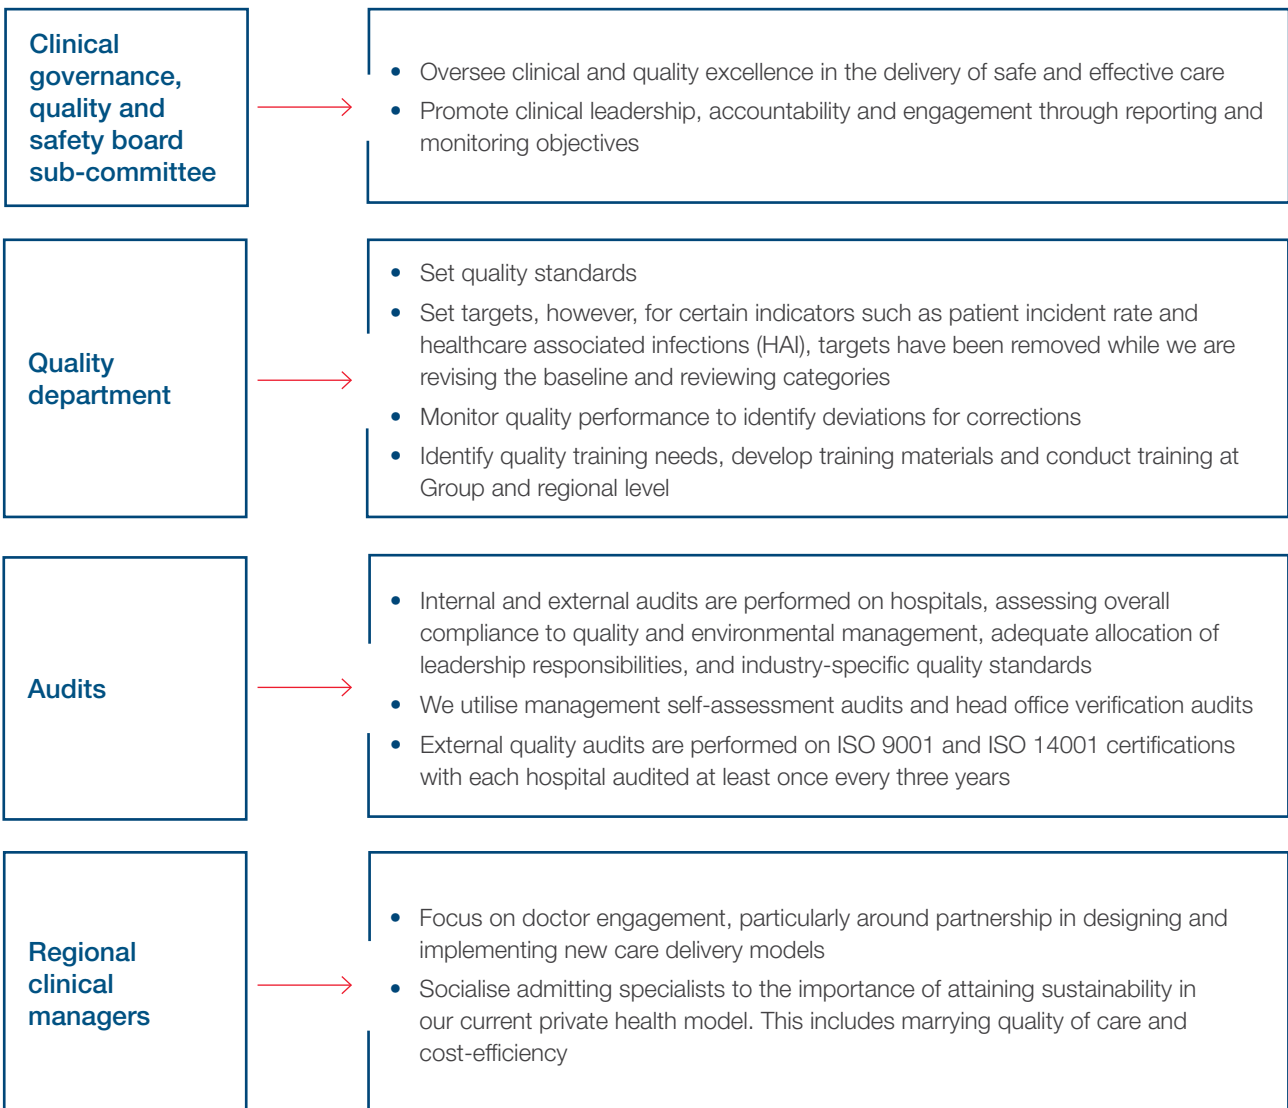 Clinical
governance,
quality and
safety board
sub-committee
• Oversee clinical and quality excellence in the delivery of safe and effective care
• Promote clinical leadership, accountability and engagement through reporting and
monitoring objectives
Quality
department
• Set quality standards
• Set targets, however, for certain indicators such as patient incident rate and
healthcare associated infections (HAI), targets have been removed while we are
revising the baseline and reviewing categories
• Monitor quality performance to identify deviations for corrections
• Identify quality training needs, develop training materials and conduct training at
Group and regional level
Audits
• Internal and external audits are performed on hospitals, assessing overall
compliance to quality and environmental management, adequate allocation of
leadership responsibilities, and industry-specific quality standards
• We utilise management self-assessment audits and head office verification audits
• External quality audits are performed on ISO 9001 and ISO 14001 certifications
with each hospital audited at least once every three years
Regional
clinical
managers
• Focus on doctor engagement, particularly around partnership in designing and
implementing new care delivery models
• Socialise admitting specialists to the importance of attaining sustainability in
our current private health model. This includes marrying quality of care and
cost-efficiency